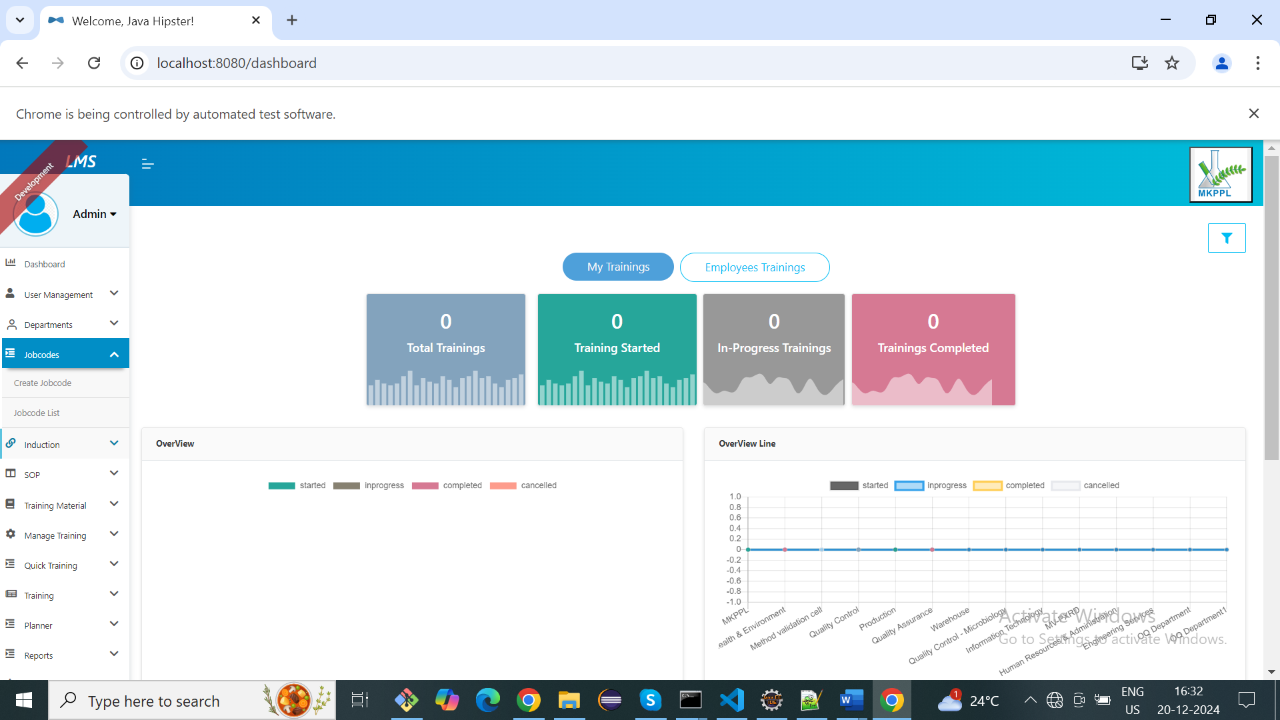 Welcome, Java Hipster!
localhost:8080/dashboard
Chrome is being controlled by automated test software.
Development
LMS
MKPPL
Admin
Dashboard
User Management
Departments
Jobcodes
Create Jobcode
Jobcode List
Induction
SOP
Training Material
Manage Training
Quick Training
Training
Planner
Reports
My Trainings
Employees Trainings
0
Total Trainings
0
Training Started
0
In-Progress Trainings
0
Trainings Completed
OverView
started
Inprogress
completed
cancelled
OverView Line
started
Inprogress
completed
cancelled
1.0
0.8
0.6
0.4
0.2
0
-0.2
-0.4
-0.6
-0.8
-1.0
MKPPL
& Environment
Method validation cell
Quality Control
Production
Quality Assurance
Warehouse
Quality Control - Microbiology
Information Technology
Human Resources & Administration
Engineering Services
DQ Department
DQ Department1
Activate Windows
Go to Settings to activate Windows.
Type here to search
1
24°C
ENG
US
16:32
20-12-2024